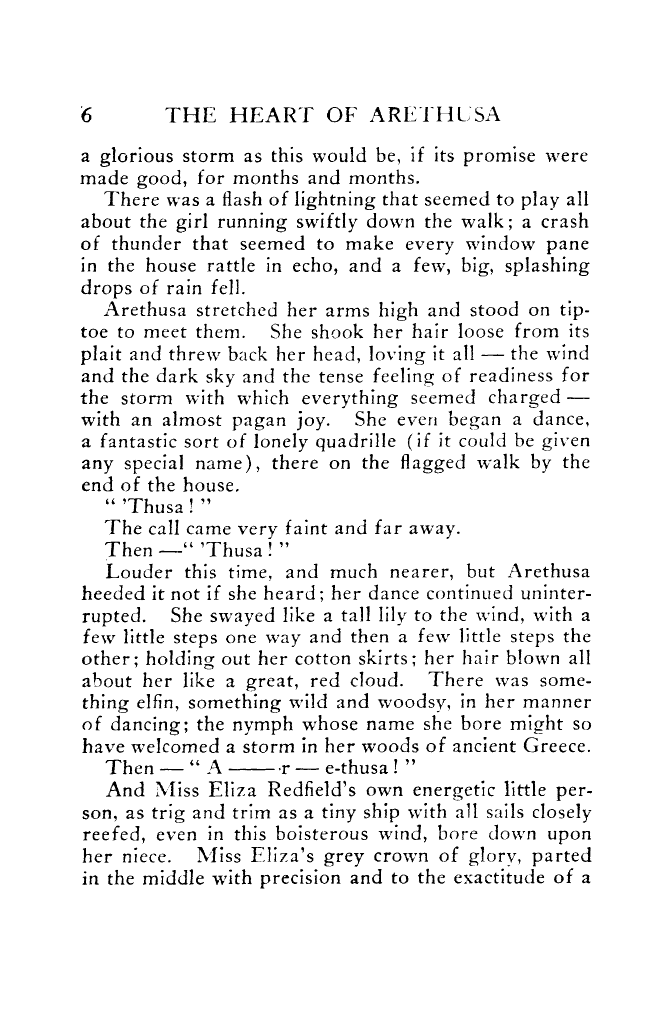 6 THE HEART OF ARETHUSA
a glorious storm as this would be, if its promise were
made good, for months and months.
There was a flash of lightning that seemed to play all
about the girl running swiftly down the walk; a crash
of thunder that seemed to make every window pane
in the house rattle in echo, and a few, big, splashing
drops of rain fell.
Arethusa stretched her arms high and stood on tip-
toe to meet them. She shook her hair loose from its
plait and threw back her head, loving it all — the wind
and the dark sky and the tense feeling of readiness for
the storm with which everything seemed charged —
with an almost pagan joy. She even began a dance,
a fantastic sort of lonely quadrille (if it could be given
any special name), there on the flagged walk by the
end of the house.
“ ’Thusa ! ”
The call came very faint and far away.
Then —“ ’Thusa ! ”
Louder this time, and much nearer, but Arethusa
heeded it not if she heard; her dance continued uninter-
rupted. She swayed like a tall lily to the wind, with a
few little steps one way and then a few little steps the
other; holding out her cotton skirts; her hair blown all
about her like a great, red cloud. There was some-
thing elfin, something wild and woodsy, in her manner
of dancing; the nymph whose name she bore might so
have welcomed a storm in her woods of ancient Greece.
Then — “ A ——-r — e-thusa ! ”
And Miss Eliza Redfield’s own energetic little per-
son, as trig and trim as a tiny ship with all sails closely
reefed, even in this boisterous wind, bore down upon
her niece. Miss Eliza’s grey crown of glory, parted
in the middle with precision and to the exactitude of a